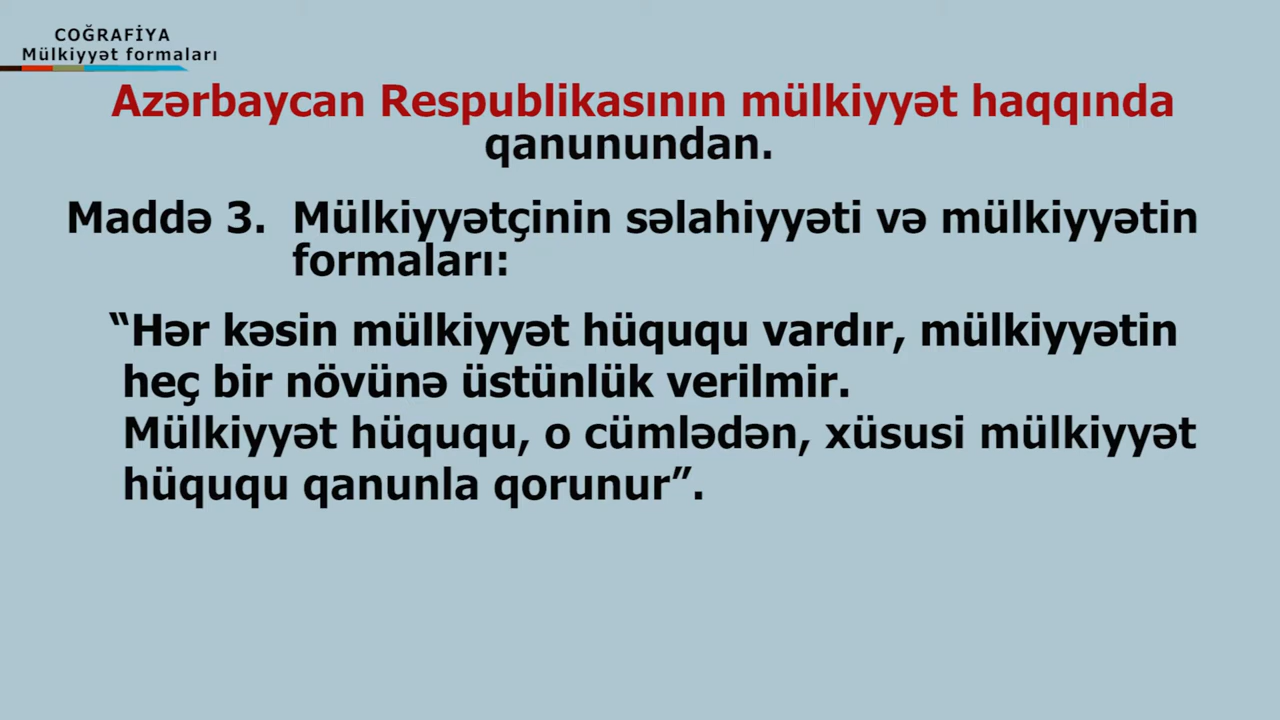 COĞRAFİYA
Mülkiyyət formaları
Azərbaycan Respublikasının mülkiyyət haqqında
qanunundan.
Maddə 3. Mülkiyyətçinin səlahiyyəti və mülkiyyətin
formaları:
“Hər kəsin mülkiyyət hüququ vardır, mülkiyyətin
heç bir növünə üstünlük verilmir.
Mülkiyyət hüququ, o cümlədən, xüsusi mülkiyyət
hüququ qanunla qorunur”.